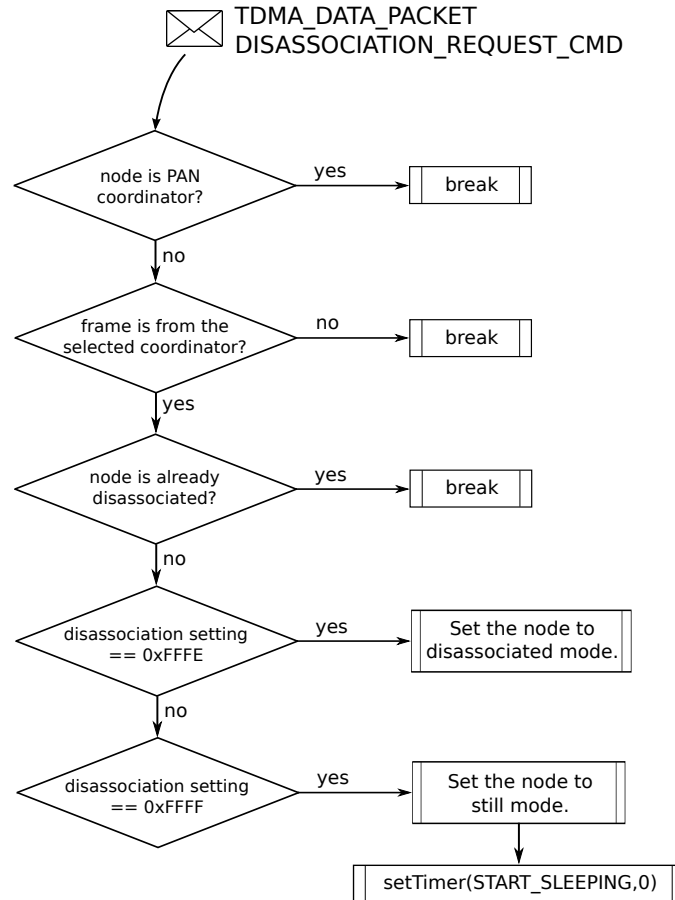 TDMA_DATA_PACKET
DISASSOCIATION_REQUEST_CMD
node is PAN
coordinator?
yes
break
no
frame is from the
selected coordinator?
no
break
yes
node is already
disassociated?
yes
break
no
disassociation setting
== 0xFFFE
yes
Set the node to
disassociated mode.
no
disassociation setting
== 0xFFFF
yes
Set the node to
still mode.
setTimer(START_SLEEPING,0)